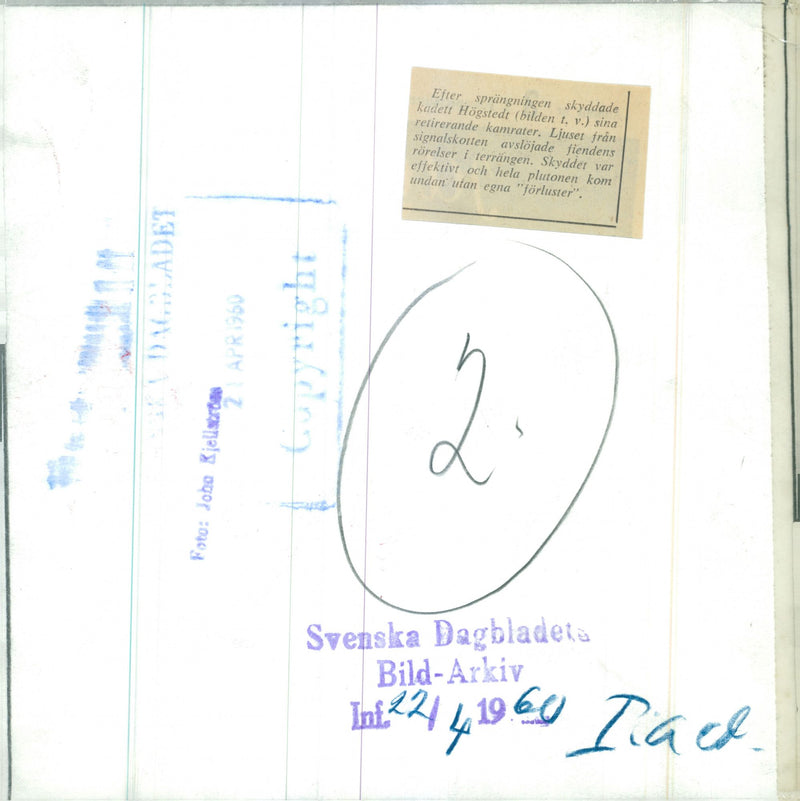 Efter sprängningen skyddade
kadett Högstedt (bilden t. v.) sina
retirerande kamrater. Ljuset från
signalskotten avslöjade fiendens
rörelser i terrängen. Skyddet var
effektivt och hela plutonen kom
undan utan egna "förluster".
DAGBLADET
21 APR 1960
Copyright
Foto: John Kjellström
2.
Svenska Dagbladets
Bild-Arkiv
Inf. 22/4 1960